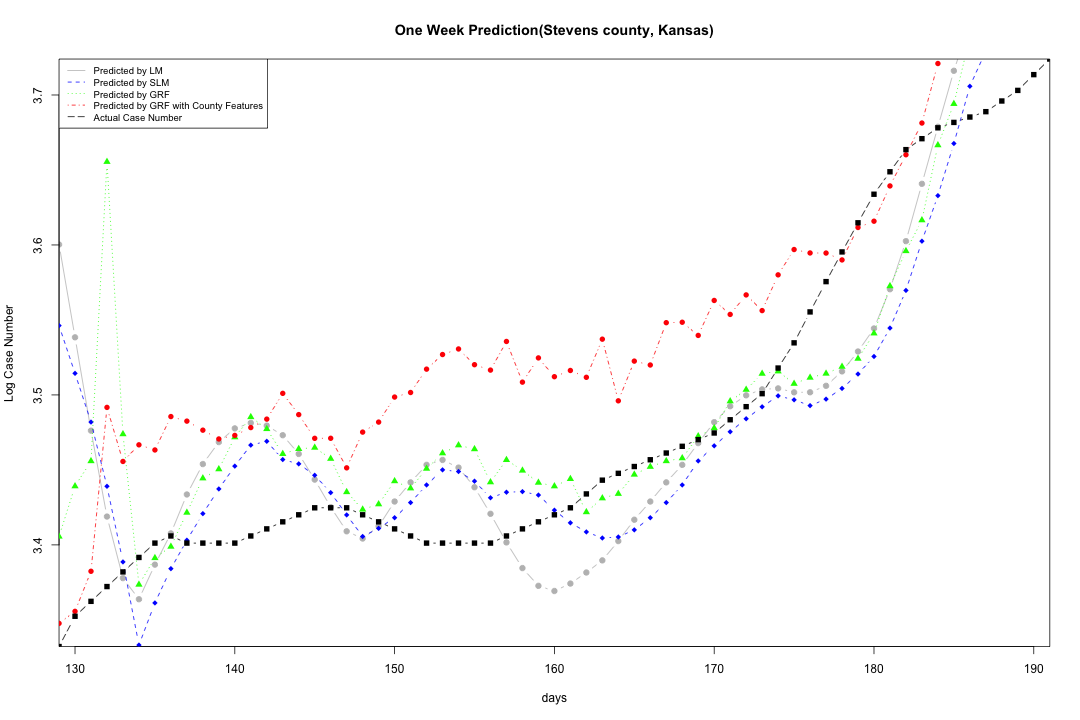 One Week Prediction(Stevens county, Kansas)
Predicted by LM
Predicted by SLM
Predicted by GRF
Predicted by GRF with County Features
Actual Case Number
3.7
3.6
3.5
3.4
Log Case Number
130 140 150 160 170 180 190
days